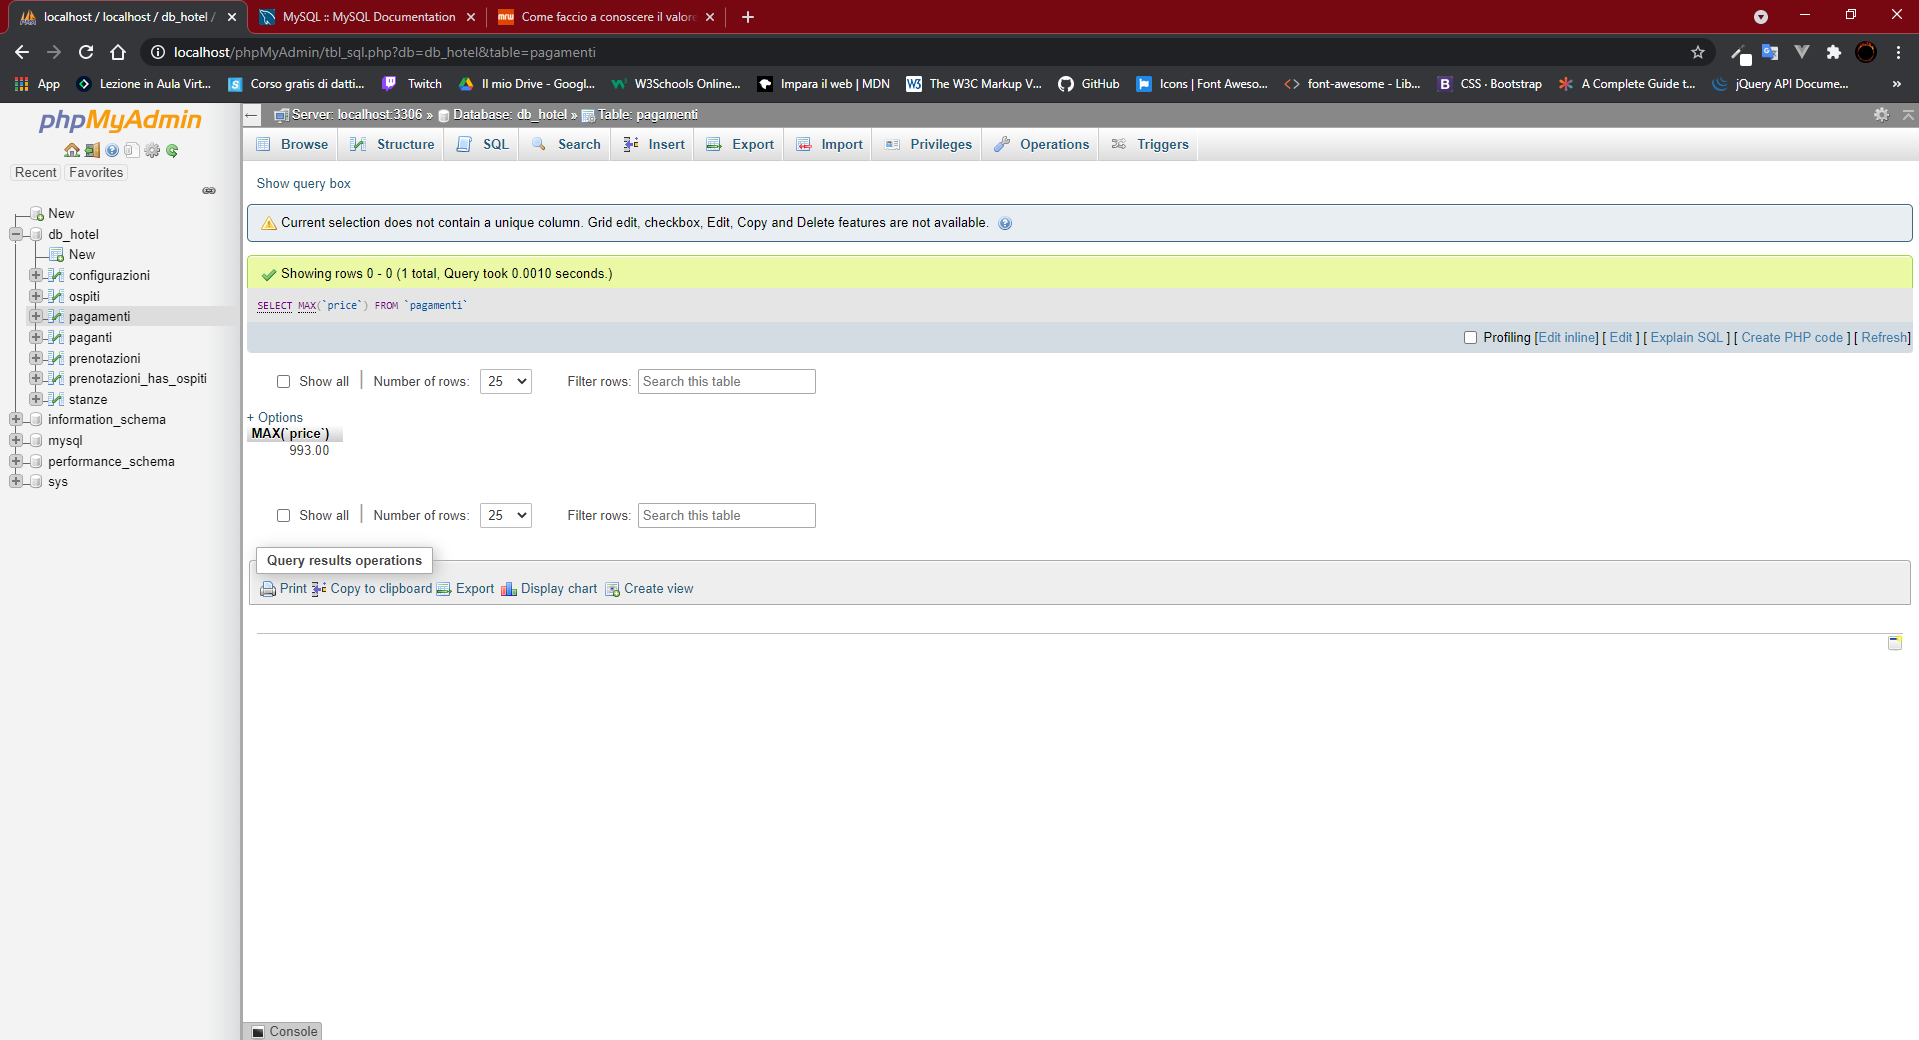 localhost / localhost / db_hotel /
MySQL :: MySQL Documentation
Come faccio a conoscere il valore
localhost/phpMyAdmin/tbl_sql.php?db=db_hotel&table=pagamenti
App
Lezione in Aula Virt...
Corso gratis di datti...
Twitch
Il mio Drive - Googl...
W3Schools Online...
Impara il web | MDN
The W3C Markup V...
GitHub
Icons | Font Aweso...
font-awesome - Lib...
CSS · Bootstrap
A Complete Guide t...
jQuery API Docume...
»
phpMyAdmin
Recent
Favorites
New
db_hotel
New
configurazioni
ospiti
pagamenti
paganti
prenotazioni
prenotazioni_has_ospiti
stanze
information_schema
mysql
performance_schema
sys
Server: localhost:3306 » Database: db_hotel » Table: pagamenti
Browse
Structure
SQL
Search
Insert
Export
Import
Privileges
Operations
Triggers
Show query box
Current selection does not contain a unique column. Grid edit, checkbox, Edit, Copy and Delete features are not available.
Showing rows 0 - 0 (1 total, Query took 0.0010 seconds.)
SELECT MAX(`price`) FROM `pagamenti`
Profiling [Edit inline] [ Edit ] [ Explain SQL ] [ Create PHP code ] [ Refresh]
Show all | Number of rows: 25 Filter rows: Search this table
+ Options
MAX(`price`)
993.00
Show all | Number of rows: 25 Filter rows: Search this table
Query results operations
Print Copy to clipboard Export Display chart Create view
Console